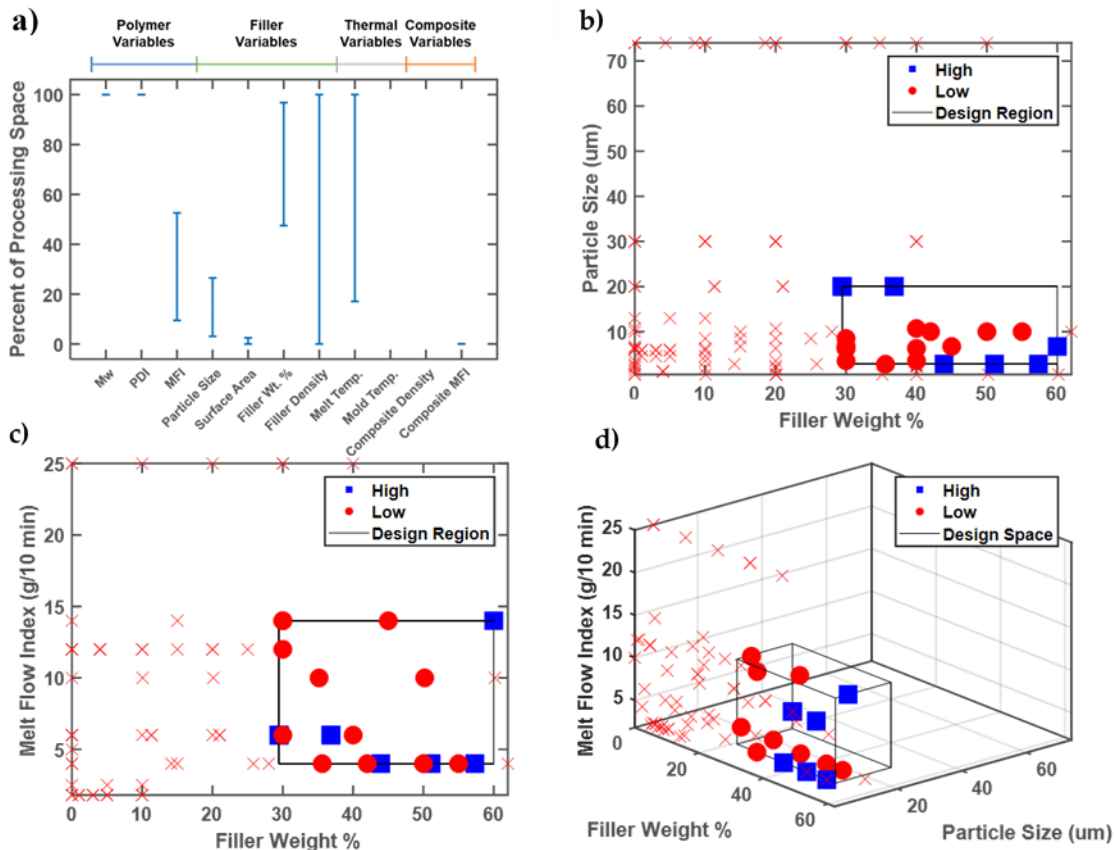 a)
Polymer Variables
Filler Variables
Thermal Variables
Composite Variables
Percent of Processing Space
100
80
60
40
20
0
Mw
PDI
MFI
Particle Size
Surface Area
Filler Wt. %
Filler Density
Melt Temp.
Mold Temp.
Composite Density
Composite MFI
b)
Particle Size (um)
70
60
50
40
30
20
10
0 10 20 30 40 50 60
Filler Weight %
High
Low
Design Region
c)
Melt Flow Index (g/10 min)
25
20
15
10
5
0 10 20 30 40 50 60
Filler Weight %
High
Low
Design Region
d)
Melt Flow Index (g/10 min)
25
20
15
10
5
0
20
40
60
Filler Weight %
20
40
60
Particle Size (um)
High
Low
Design Space